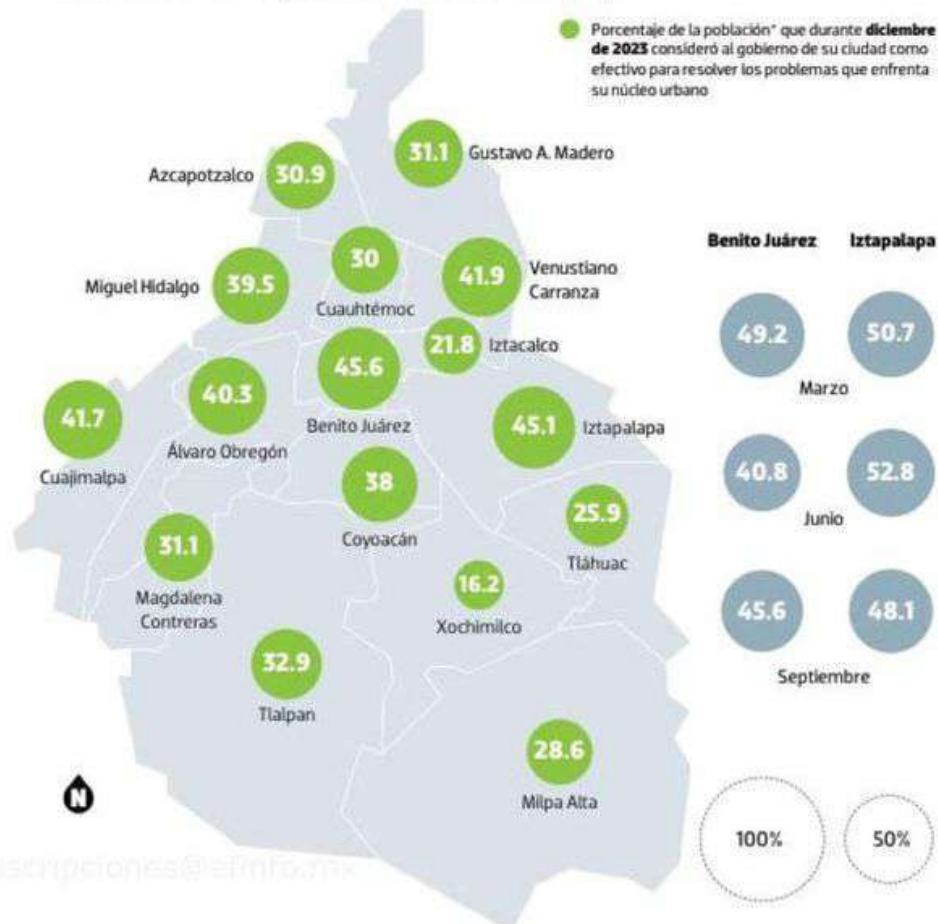 Porcentaje de la población* que durante diciembre
de 2023 consideró al gobierno de su ciudad como
efectivo para resolver los problemas que enfrenta
su núcleo urbano
31.1 Gustavo A. Madero
Azcapotzalco 30.9
Miguel Hidalgo 39.5
30
Cuauhtémoc
41.9 Venustiano
Carranza
21.8 Iztacalco
45.6
Benito Juárez
40.3
Álvaro Obregón
41.7
Cuajimalpa
45.1 Iztapalapa
38
Coyoacán
25.9
Tláhuac
31.1
Magdalena
Contreras
16.2
Xochimilco
32.9
Tlalpan
28.6
Milpa Alta
N
Benito Juárez Iztapalapa
49.2 50.7
Marzo
40.8 52.8
Junio
45.6 48.1
Septiembre
100% 50%
scripciones@efinfo.mx